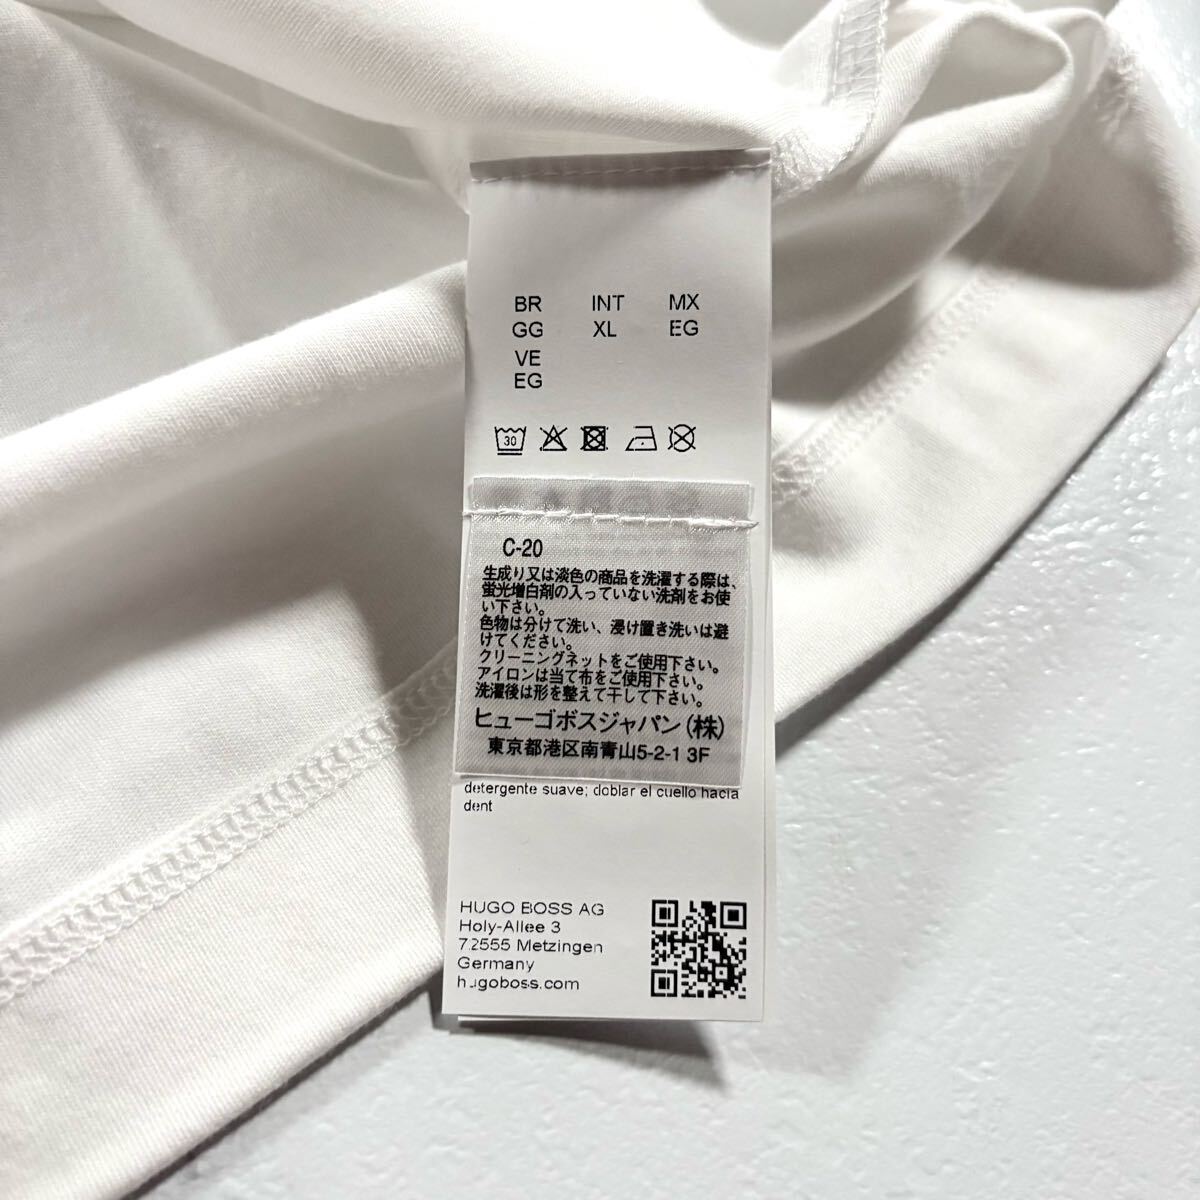 BR INT MX
GG XL EG
VE
EG
30
C-20
生成り又は淡色の商品を洗濯する際は、
蛍光増白剤の入っていない洗剤をお使
い下さい。
色物は分けて洗い、浸け置き洗いは避
けてください。
クリーニングネットをご使用下さい。
アイロンは当て布をご使用下さい。
洗濯後は形を整えて干して下さい。
ヒューゴボスジャパン(株)
東京都港区南青山5-2-1 3F
detergente suave; doblar el cuello hacia
dent
HUGO BOSS AG
Holy-Allee 3
72555 Metzingen
Germany
hugoboss.com